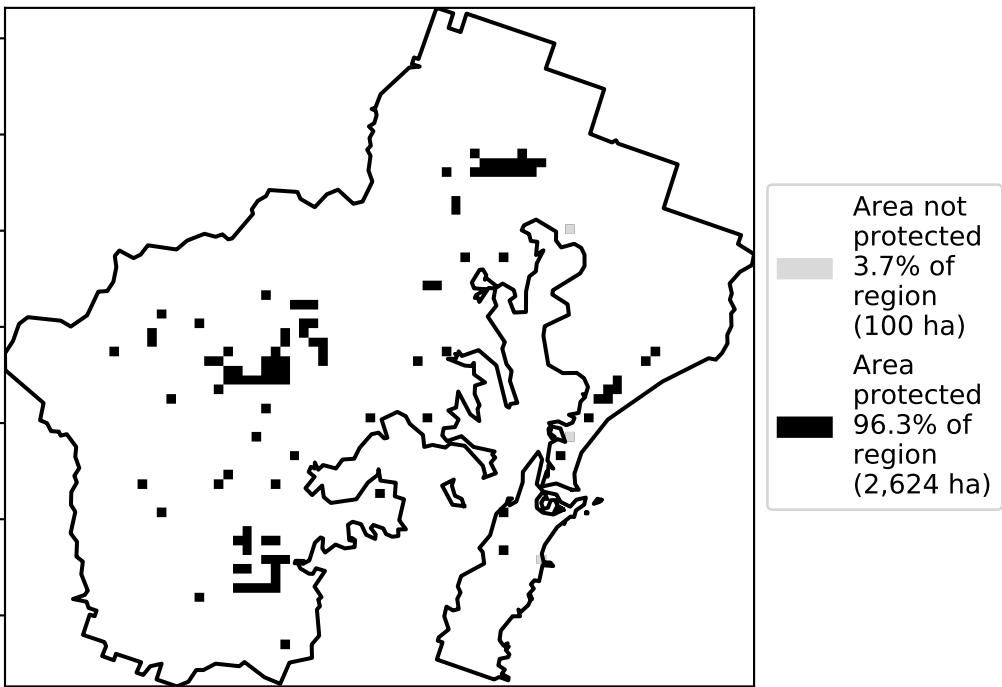 Area not
protected
3.7% of
region
(100 ha)
Area
protected
96.3% of
region
(2,624 ha)